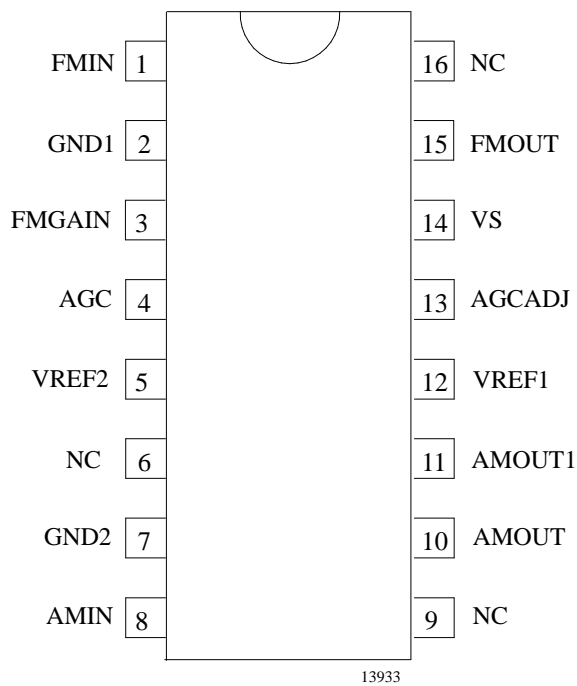 FMIN 1 16 NC
GND1 2 15 FMOUT
FMGAIN 3 14 VS
AGC 4 13 AGCADJ
VREF2 5 12 VREF1
NC 6 11 AMOUT1
GND2 7 10 AMOUT
AMIN 8 9 NC
13933